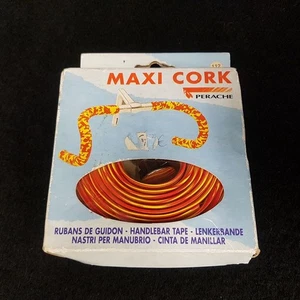 MAXI CORK
PERACHE
RUBANS DE GUIDON · HANDLEBAR TAPE · LENKERBANDE
NASTRI PER MANUBRIO · CINTA DE MANILLAR